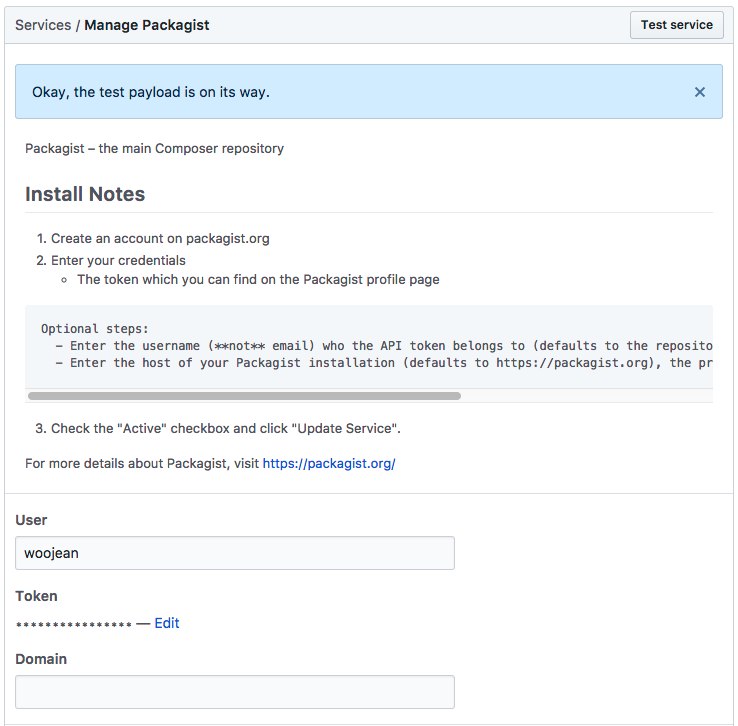 Services / Manage Packagist
Test service
Okay, the test payload is on its way.
×
Packagist – the main Composer repository
Install Notes
1. Create an account on packagist.org
2. Enter your credentials
The token which you can find on the Packagist profile page
Optional steps:
– Enter the username (**not** email) who the API token belongs to (defaults to the reposito
– Enter the host of your Packagist installation (defaults to https://packagist.org), the pr
3. Check the "Active" checkbox and click "Update Service".
For more details about Packagist, visit https://packagist.org/
User
woojean
Token
**************** — Edit
Domain